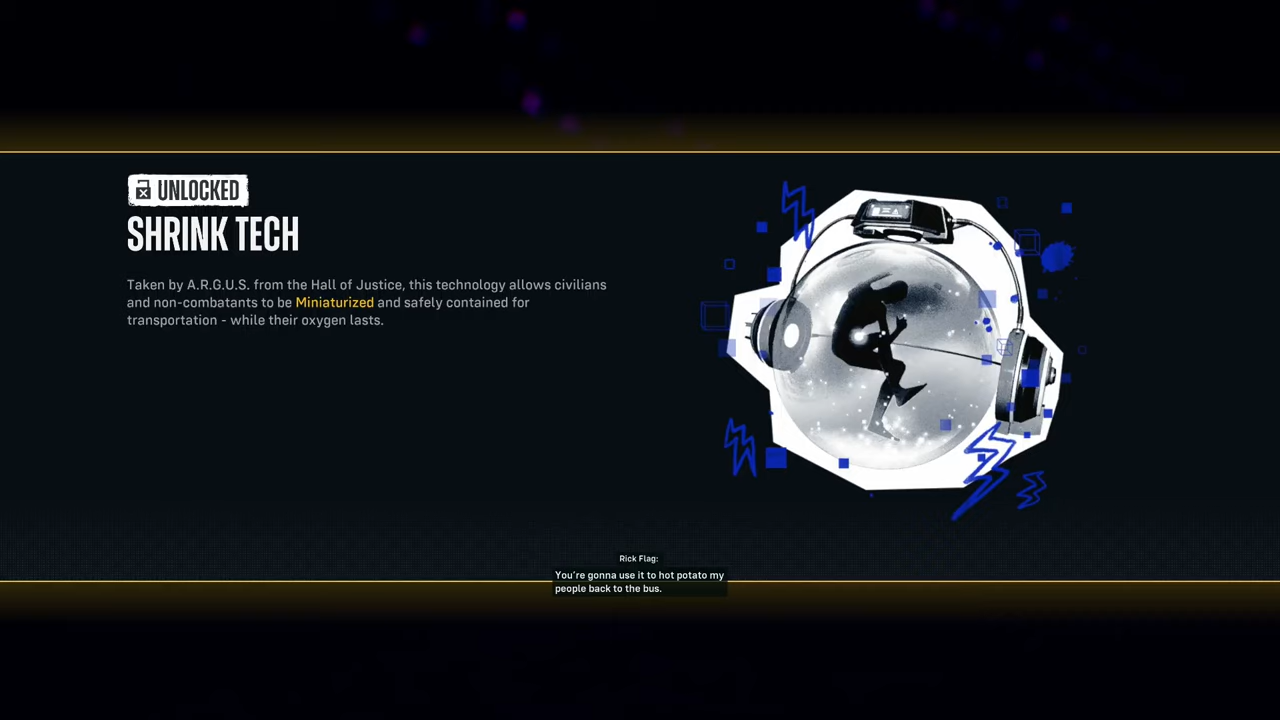 UNLOCKED
SHRINK TECH
Taken by A.R.G.U.S. from the Hall of Justice, this technology allows civilians
and non-combatants to be Miniaturized and safely contained for
transportation - while their oxygen lasts.
Rick Flag:
You're gonna use it to hot potato my
people back to the bus.